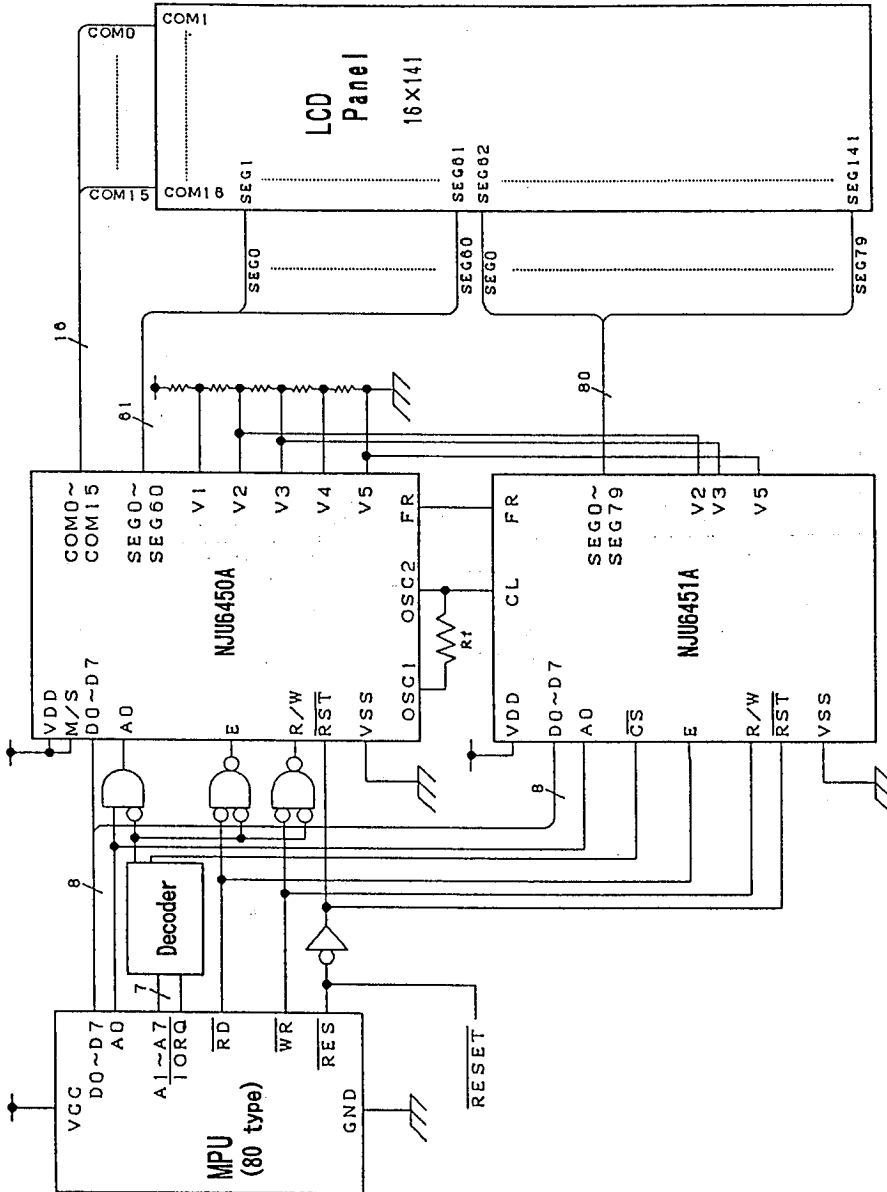 VCC
D0~D7
A0
A1~A7
IORQ
RD
WR
RES
GND
MPU
(80 type)
RESET
7
Decoder
8
VDD
M/S
D0~D7
A0
E
R/W
RST
VSS
NJU6450A
COM0~
COM15
SEG0~
SEG60
V1
V2
V3
V4
V5
OSC1
OSC2
FR
Rf
8
VDD
D0~D7
A0
CS
E
R/W
RST
VSS
NJU6451A
CL
FR
SEG0~
SEG79
V2
V3
V5
16
61
80
COM0
COM15
SEG0
SEG60
SEG0
SEG79
COM1
COM16
SEG1
SEG61
SEG62
SEG141
LCD
Panel
16×141